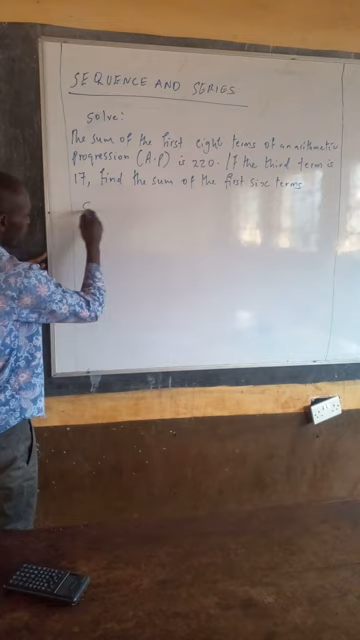 SEQUENCE AND SERIES
Solve:
The sum of the first eight terms of an arithmetic
Progression (A.P) is 220. If the third term is
17, find the sum of the first six terms.
S